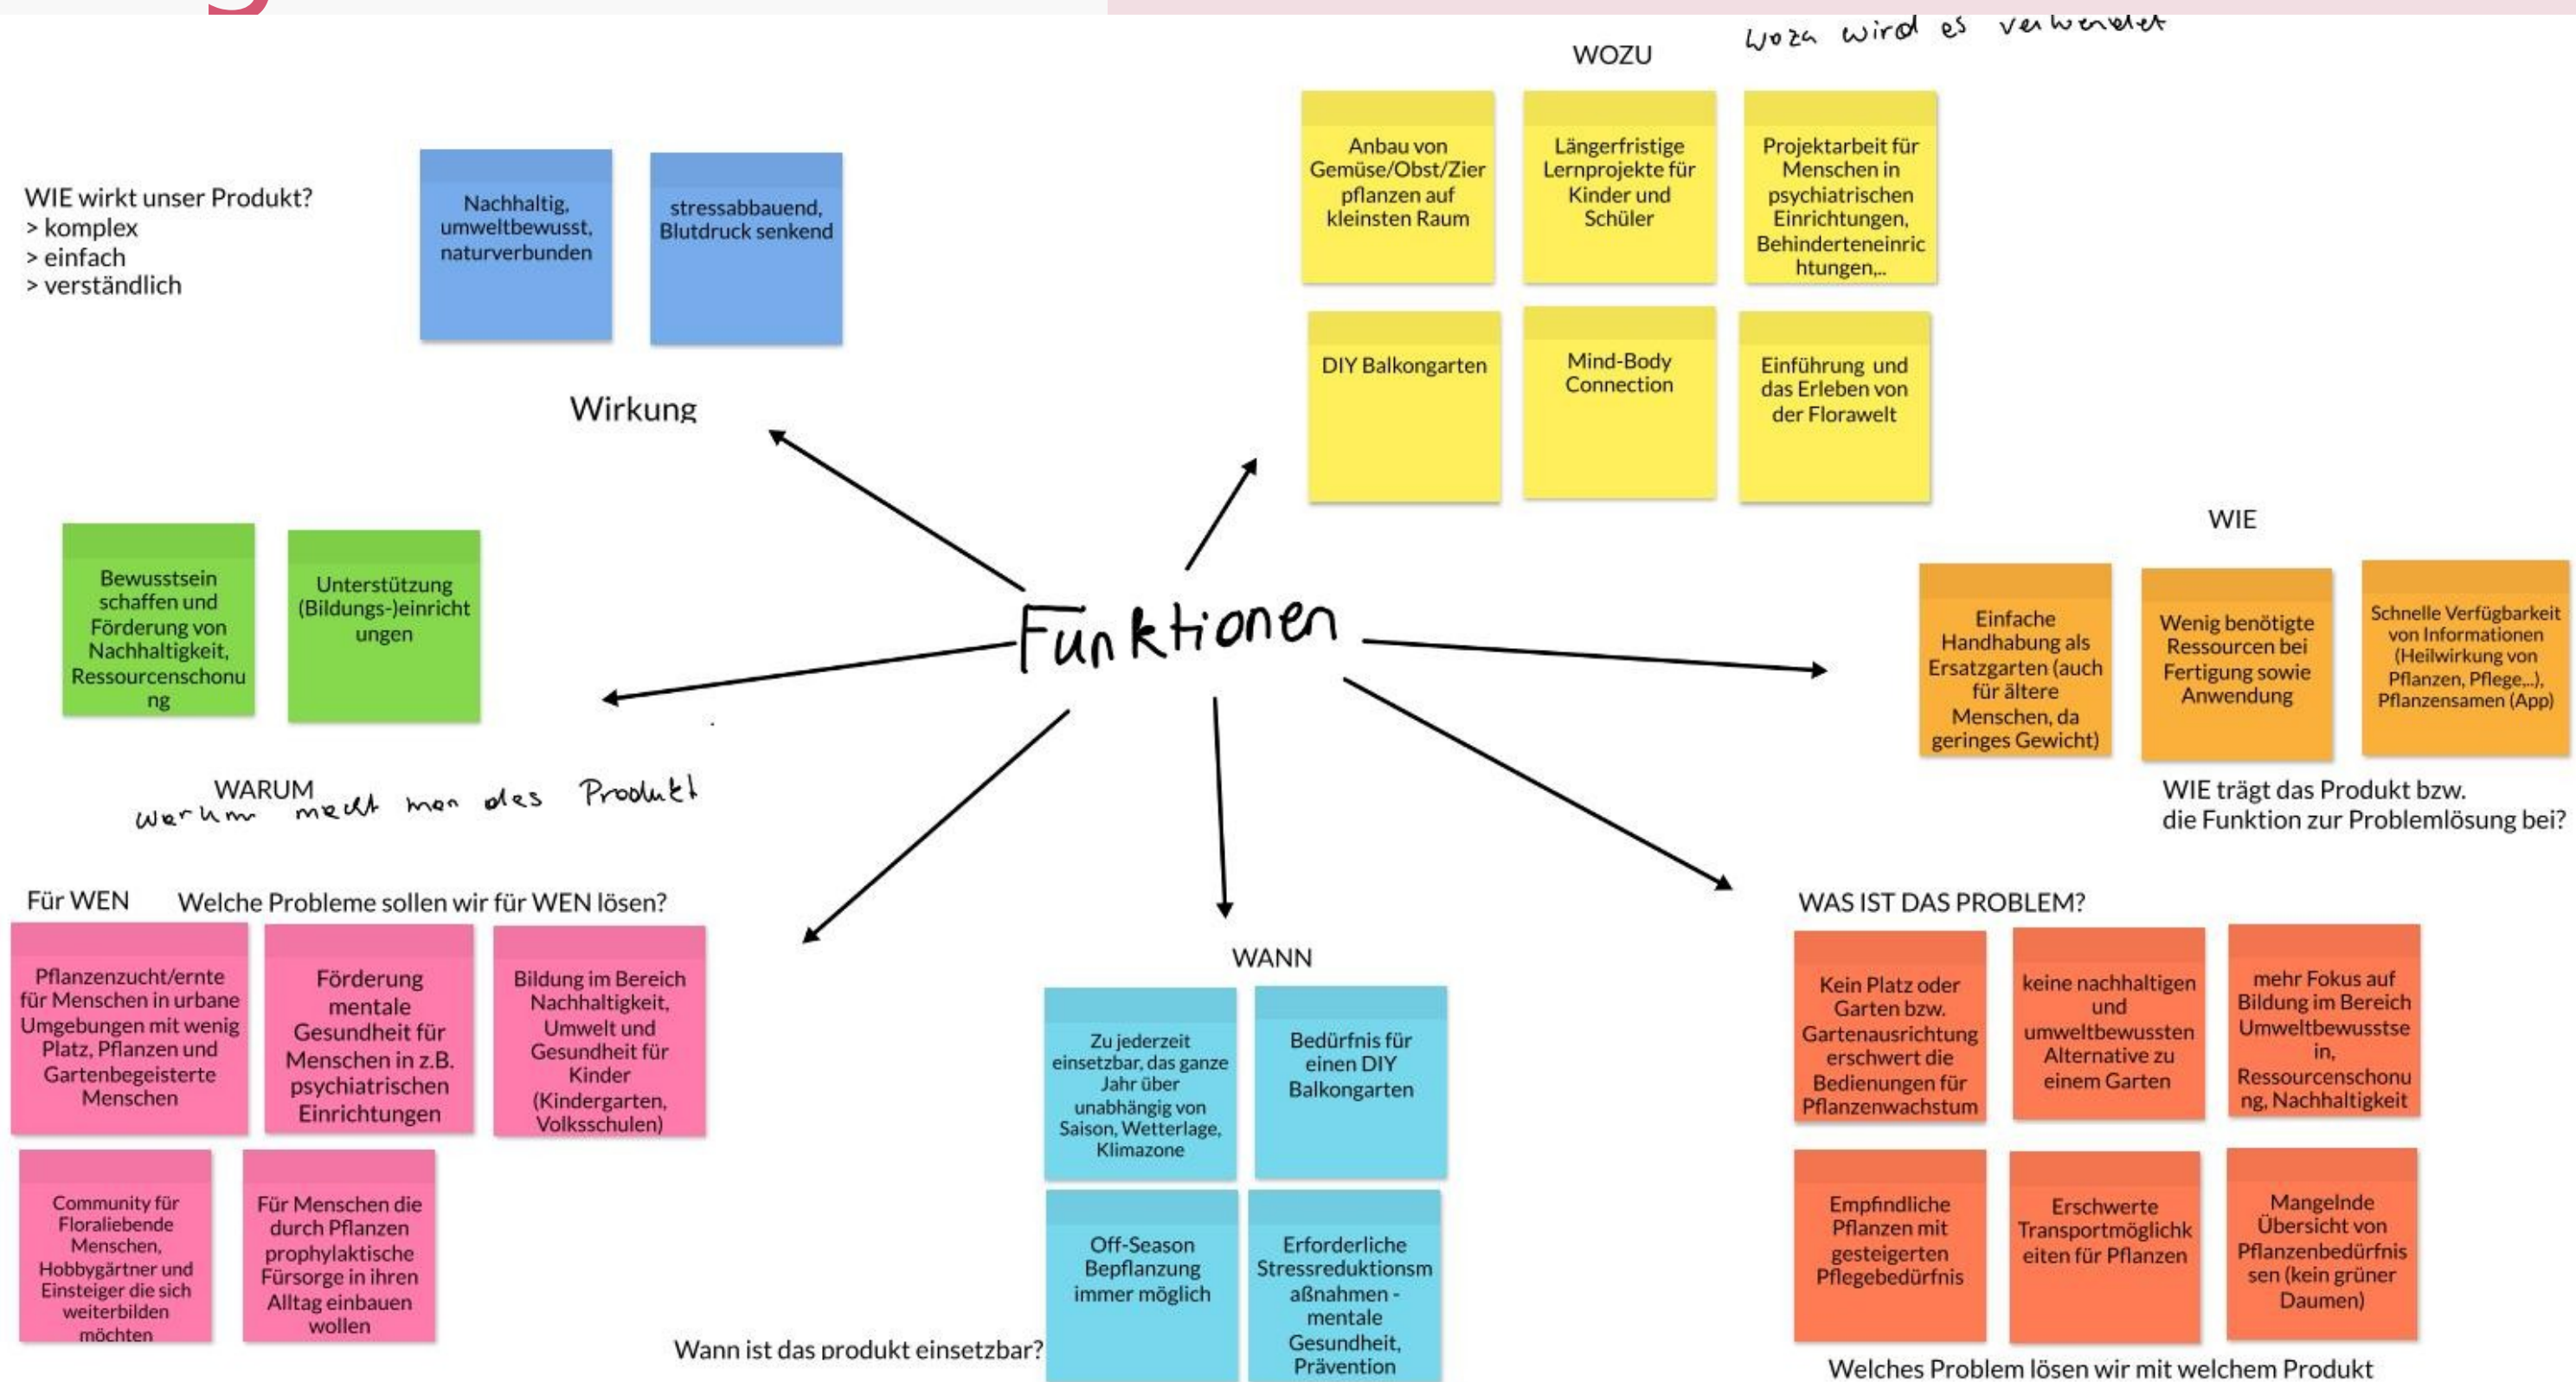 WOZU
woza wird es verwendet
Anbau von
Gemüse/Obst/Zier
pflanzen auf
kleinsten Raum
Längerfristige
Lernprojekte für
Kinder und
Schüler
Projektarbeit für
Menschen in
psychiatrischen
Einrichtungen,
Behinderteneinric
htungen,..
DIY Balkongarten
Mind-Body
Connection
Einführung und
das Erleben von
der Florawelt
WIE wirkt unser Produkt?
> komplex
> einfach
> verständlich
Nachhaltig,
umweltbewusst,
naturverbunden
stressabbauend,
Blutdruck senkend
Wirkung
Bewusstsein
schaffen und
Förderung von
Nachhaltigkeit,
Ressourcenschonu
ng
Unterstützung
(Bildungs-)einricht
ungen
WARUM
warum macht man das Produkt
Funktionen
WIE
Einfache
Handhabung als
Ersatzgarten (auch
für ältere
Menschen, da
geringes Gewicht)
Wenig benötigte
Ressourcen bei
Fertigung sowie
Anwendung
Schnelle Verfügbarkeit
von Informationen
(Heilwirkung von
Pflanzen, Pflege,..),
Pflanzensamen (App)
WIE trägt das Produkt bzw.
die Funktion zur Problemlösung bei?
Für WEN Welche Probleme sollen wir für WEN lösen?
Pflanzenzucht/ernte
für Menschen in urbane
Umgebungen mit wenig
Platz, Pflanzen und
Gartenbegeisterte
Menschen
Förderung
mentale
Gesundheit für
Menschen in z.B.
psychiatrischen
Einrichtungen
Bildung im Bereich
Nachhaltigkeit,
Umwelt und
Gesundheit für
Kinder
(Kindergarten,
Volksschulen)
Community für
Floraliebende
Menschen,
Hobbygärtner und
Einsteiger die sich
weiterbilden
möchten
Für Menschen die
durch Pflanzen
prophylaktische
Fürsorge in ihren
Alltag einbauen
wollen
WANN
Zu jederzeit
einsetzbar, das ganze
Jahr über
unabhängig von
Saison, Wetterlage,
Klimazone
Bedürfnis für
einen DIY
Balkongarten
Off-Season
Bepflanzung
immer möglich
Erforderliche
Stressreduktionsm
aßnahmen -
mentale
Gesundheit,
Prävention
Wann ist das produkt einsetzbar?
WAS IST DAS PROBLEM?
Kein Platz oder
Garten bzw.
Gartenausrichtung
erschwert die
Bedienungen für
Pflanzenwachstum
keine nachhaltigen
und
umweltbewussten
Alternative zu
einem Garten
mehr Fokus auf
Bildung im Bereich
Umweltbewusstse
in,
Ressourcenschonu
ng, Nachhaltigkeit
Empfindliche
Pflanzen mit
gesteigerten
Pflegebedürfnis
Erschwerte
Transportmöglichk
eiten für Pflanzen
Mangelnde
Übersicht von
Pflanzenbedürfnis
sen (kein grüner
Daumen)
Welches Problem lösen wir mit welchem Produkt